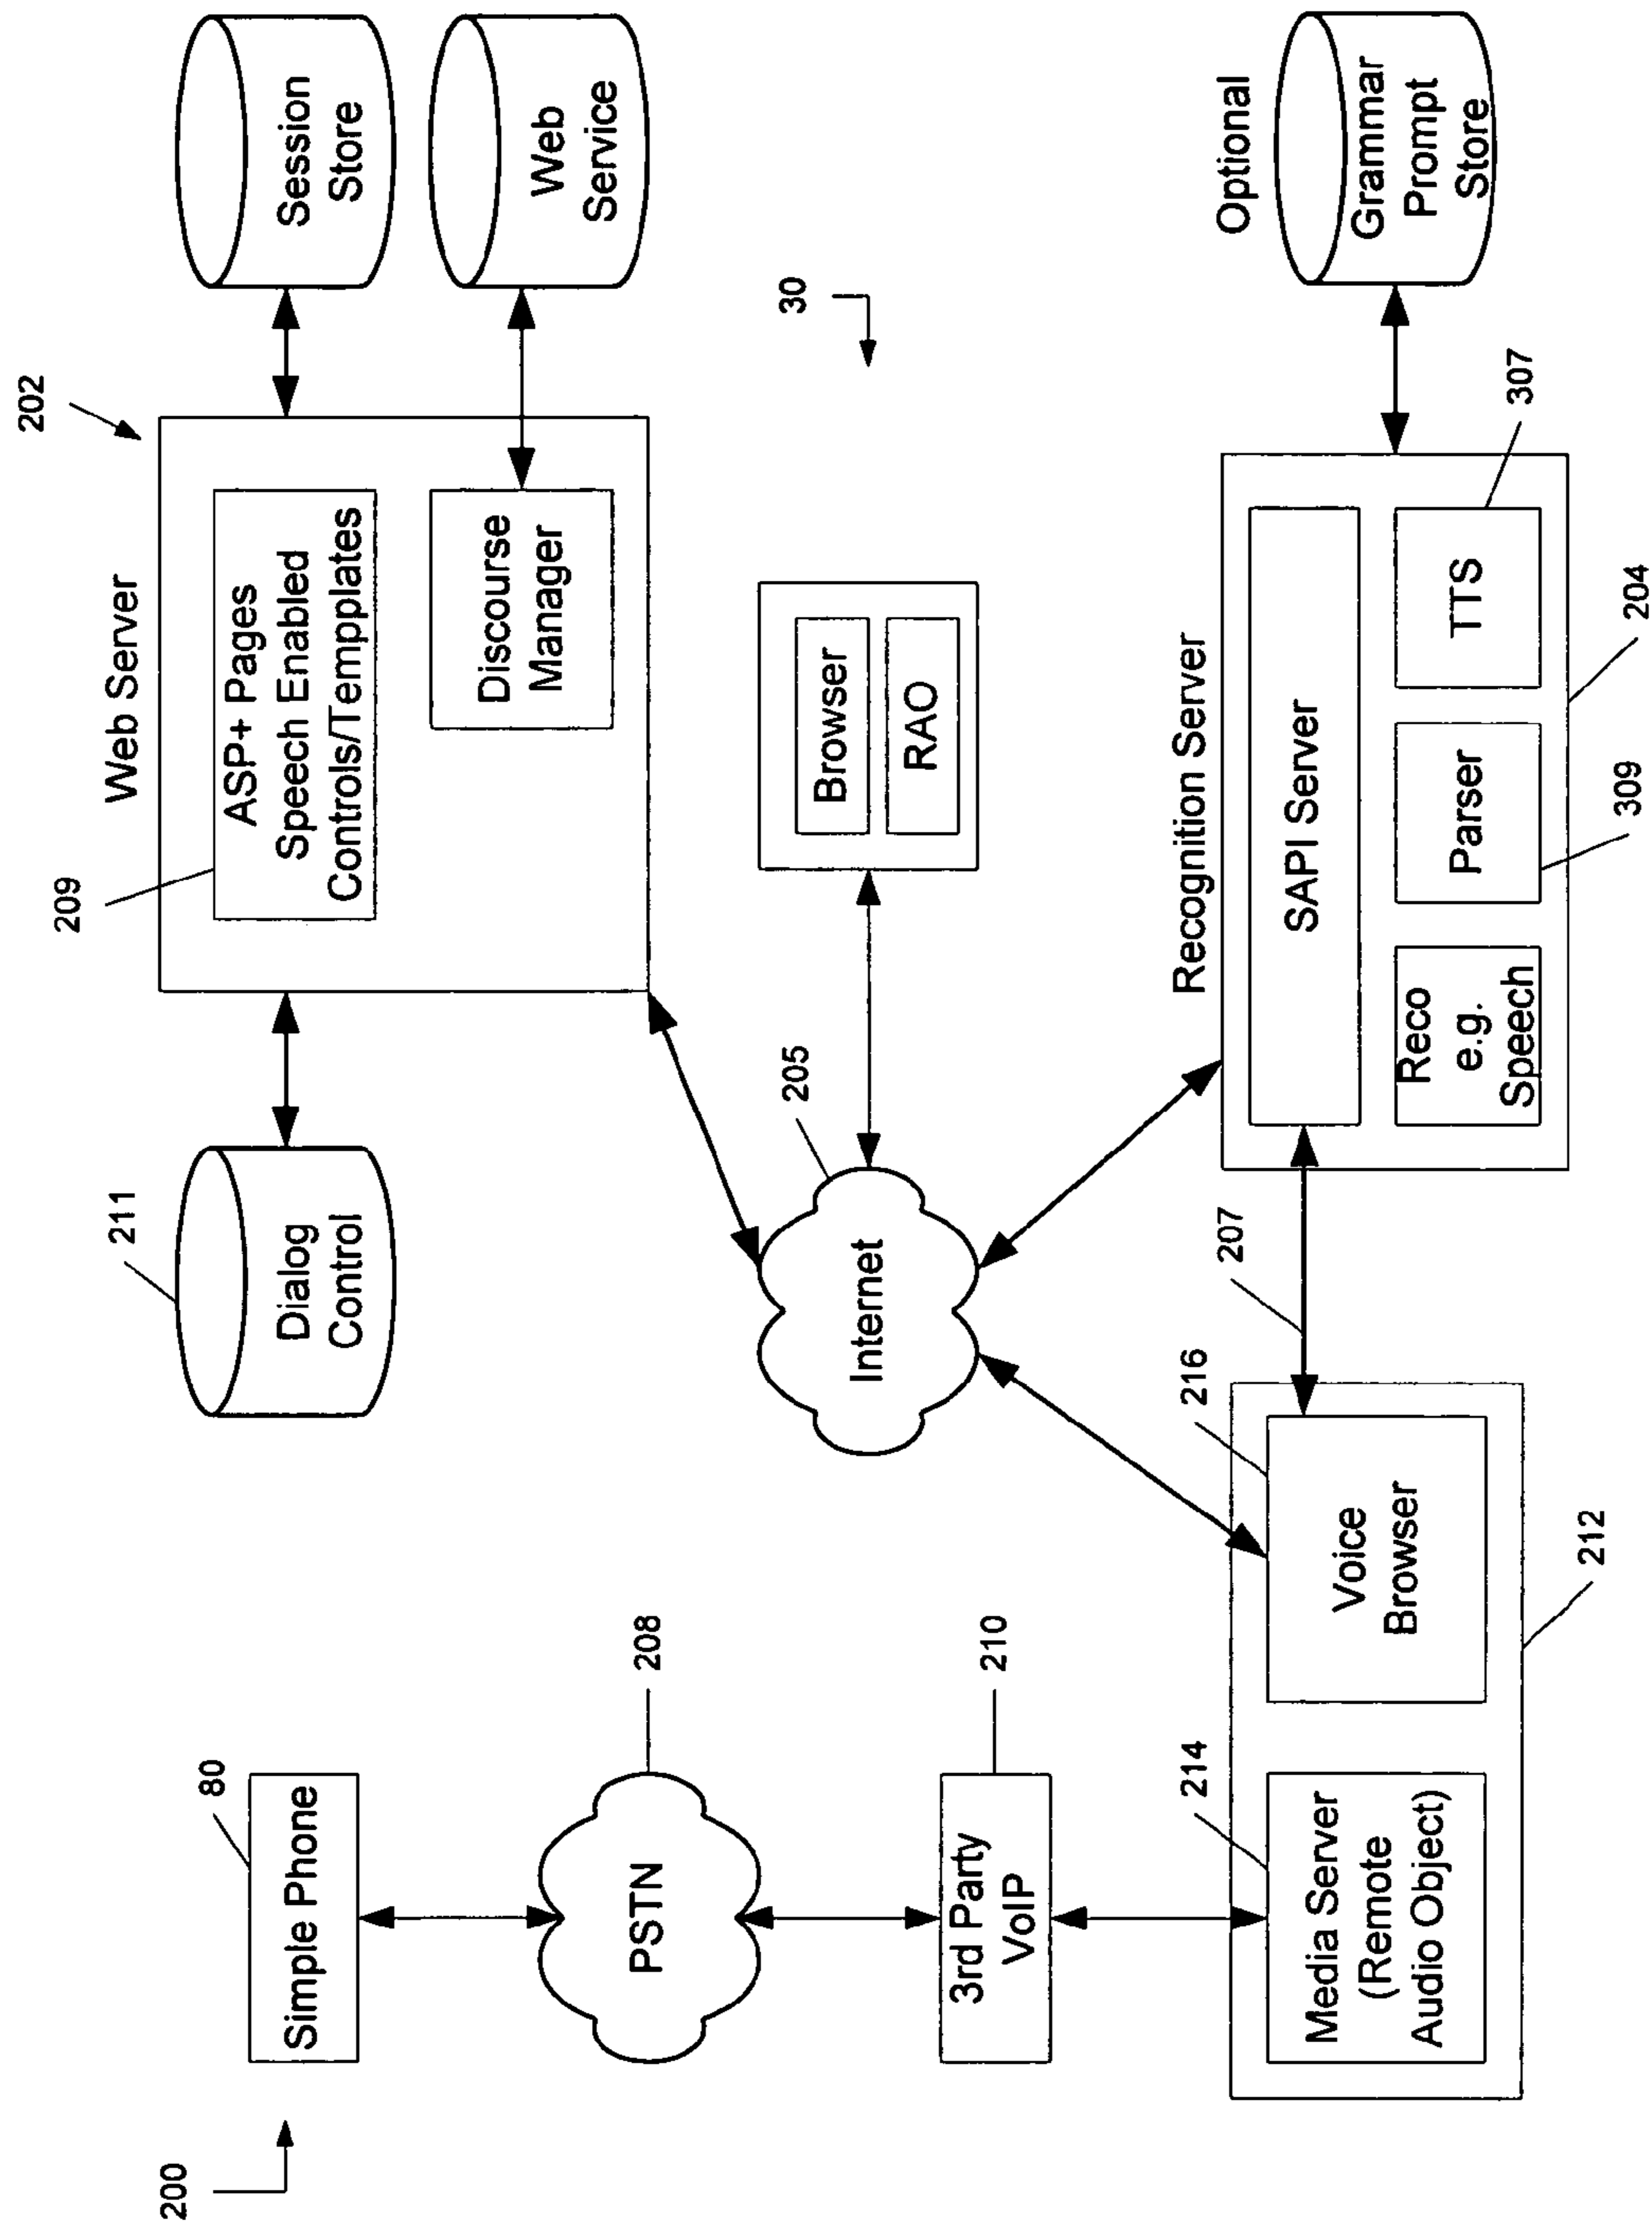 200
80
Simple Phone
208
PSTN
210
3rd Party
VoIP
214
Media Server
(Remote
Audio Object)
216
Voice
Browser
212
211
Dialog
Control
205
Internet
207
202
Web Server
209
ASP+ Pages
Speech Enabled
Controls/Tempplates
Discourse
Manager
Session
Store
Web
Service
30
Browser
RAO
Recognition Server
SAPI Server
Reco
e.g.
Speech
Parser
TTS
309
204
307
Optional
Grammar
Prompt
Store